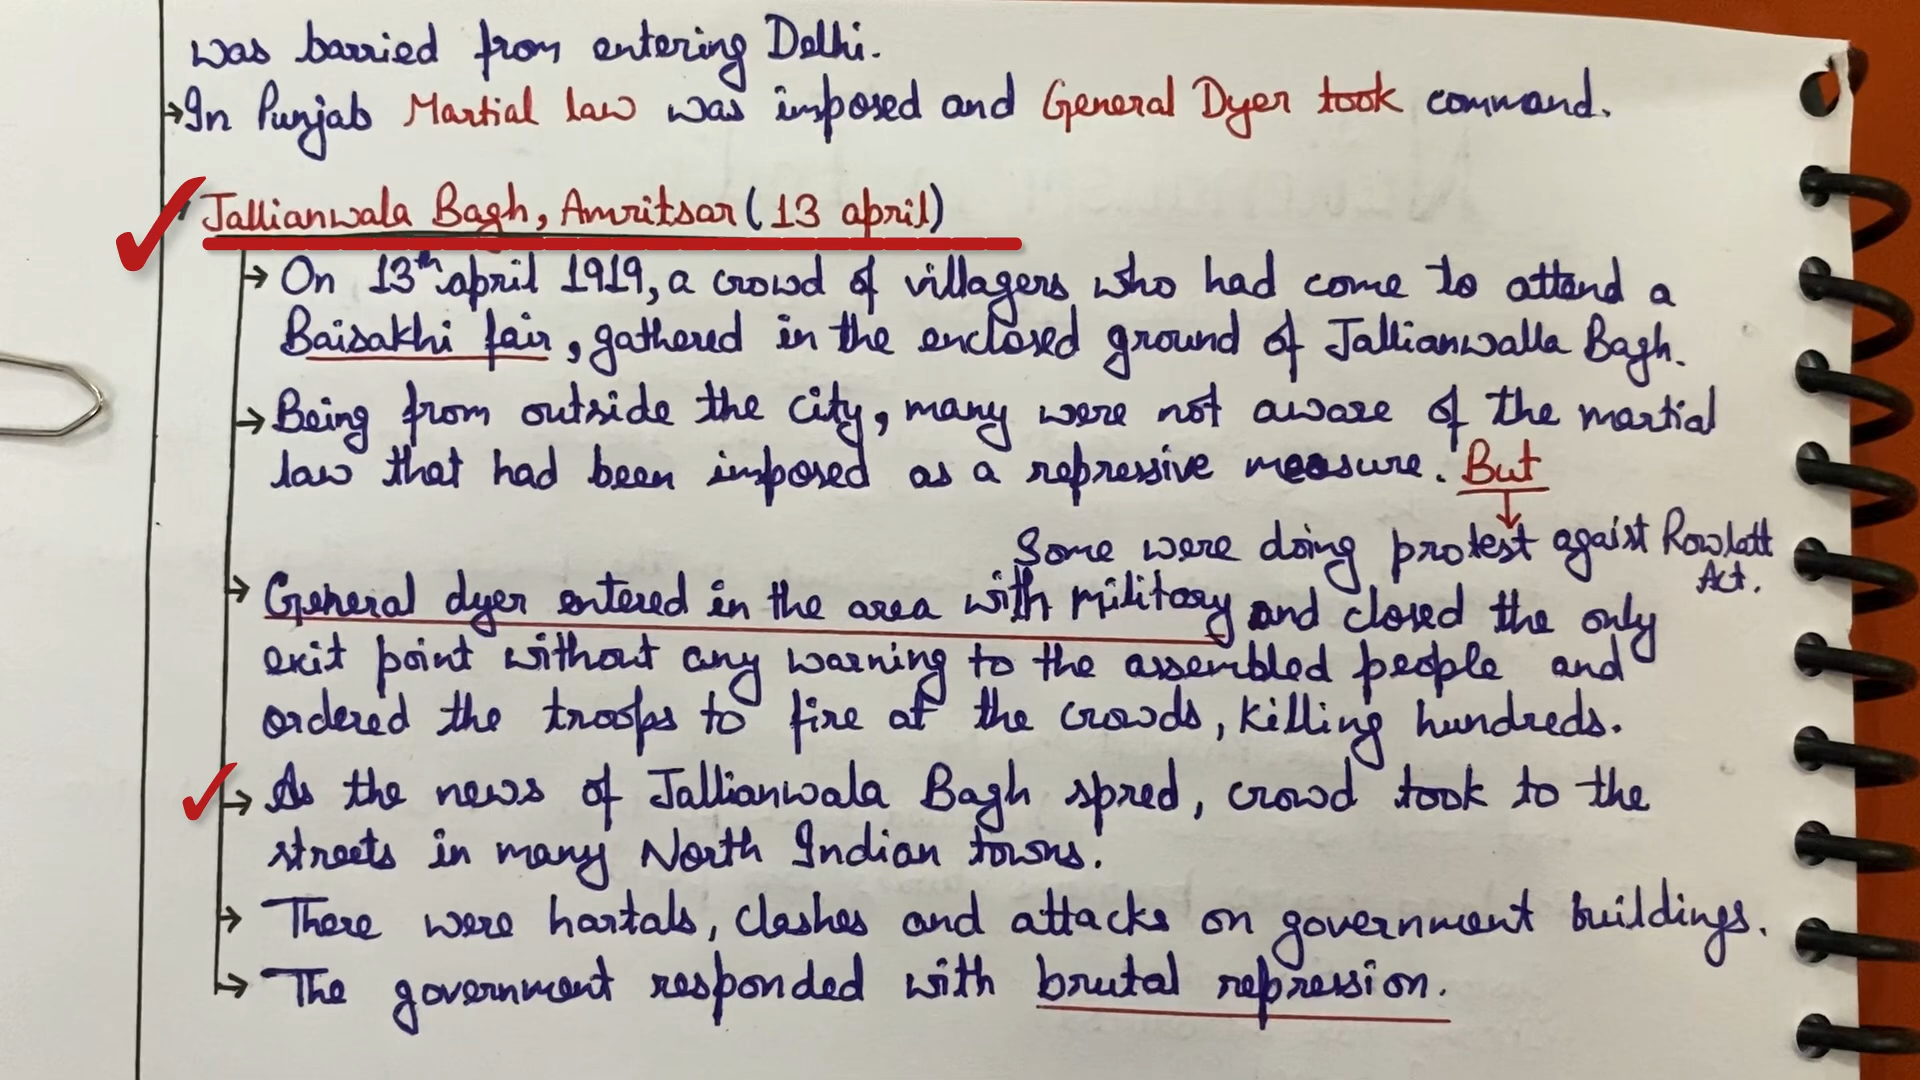 was barried from entering Delhi.
→In Punjab Martial law was imposed and General Dyer took command.
Jallianwala Bagh, Amritsar (13 april)
→ On 13th april 1919, a crowd of villagers who had come to attend a
Baisakhi fair, gathered in the enclosed ground of Jallianwalla Bagh.
→ Being from outside the city, many were not aware of the martial
law that had been imposed as a repressive measure. But
Some were doing protest agaist Rowlatt
Act.
→ General dyer entered in the area with military and closed the only
exit point without any warning to the assembled people and
ordered the troops to fire at the crowds, killing hundreds.
→ As the news of Jallianwala Bagh spred, crowd took to the
streets in many North Indian towns.
→ There were hartals, clashes and attacks on government buildings.
→ The government responded with brutal repression.